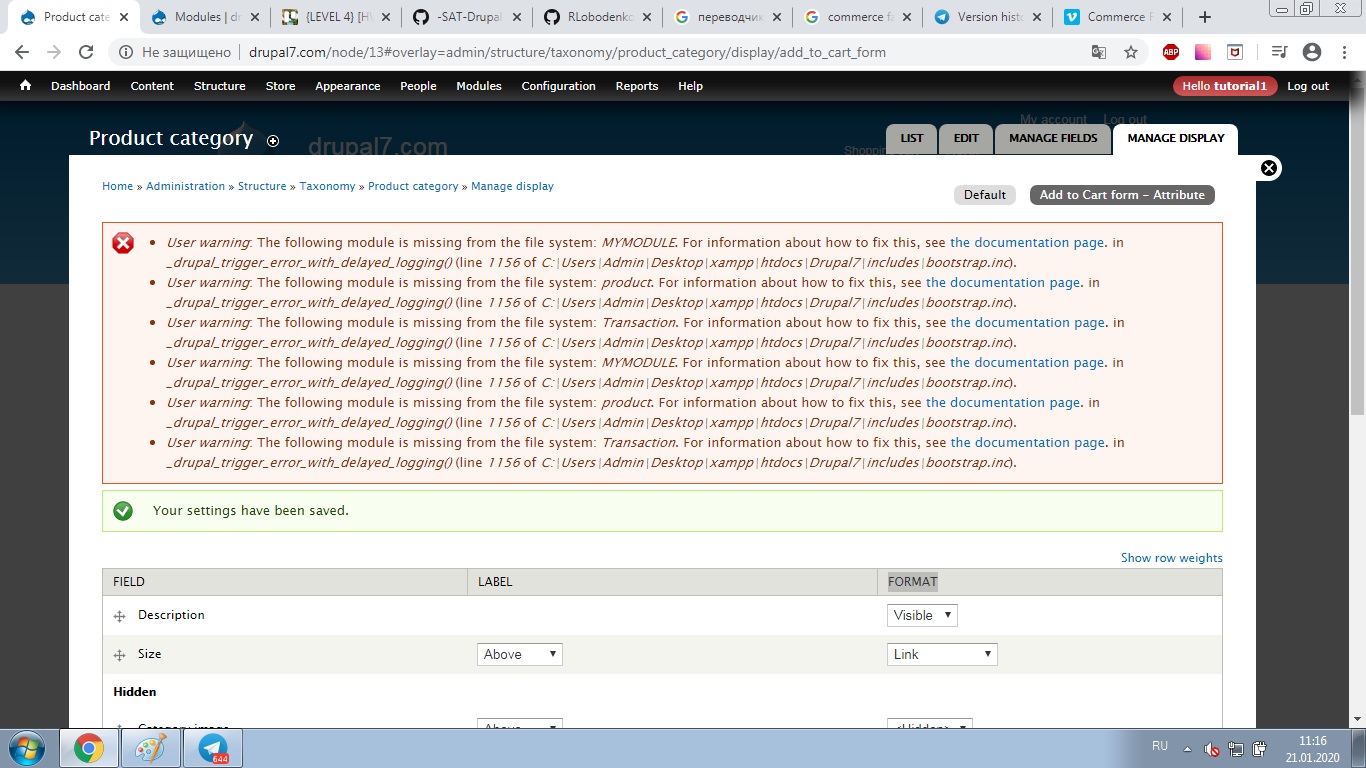 Product cate
Modules | dr
{LEVEL 4} [HW
-SAT-Drupal
RLobodenko
переводчик
commerce fa
Version histo
Commerce F
Не защищено | drupal7.com/node/13#overlay=admin/structure/taxonomy/product_category/display/add_to_cart_form
ABP
Dashboard Content Structure Store Appearance People Modules Configuration Reports Help Hello tutorial1 Log out
My account Log out
Product category
drupal7.com
LIST EDIT MANAGE FIELDS MANAGE DISPLAY
Home » Administration » Structure » Taxonomy » Product category » Manage display
Default Add to Cart form – Attribute
• User warning: The following module is missing from the file system: MYMODULE. For information about how to fix this, see the documentation page. in
_drupal_trigger_error_with_delayed_logging() (line 1156 of C:\Users\Admin\Desktop\xampp\htdocs\Drupal7\includes\bootstrap.inc).
• User warning: The following module is missing from the file system: product. For information about how to fix this, see the documentation page. in
_drupal_trigger_error_with_delayed_logging() (line 1156 of C:\Users\Admin\Desktop\xampp\htdocs\Drupal7\includes\bootstrap.inc).
• User warning: The following module is missing from the file system: Transaction. For information about how to fix this, see the documentation page. in
_drupal_trigger_error_with_delayed_logging() (line 1156 of C:\Users\Admin\Desktop\xampp\htdocs\Drupal7\includes\bootstrap.inc).
• User warning: The following module is missing from the file system: MYMODULE. For information about how to fix this, see the documentation page. in
_drupal_trigger_error_with_delayed_logging() (line 1156 of C:\Users\Admin\Desktop\xampp\htdocs\Drupal7\includes\bootstrap.inc).
• User warning: The following module is missing from the file system: product. For information about how to fix this, see the documentation page. in
_drupal_trigger_error_with_delayed_logging() (line 1156 of C:\Users\Admin\Desktop\xampp\htdocs\Drupal7\includes\bootstrap.inc).
• User warning: The following module is missing from the file system: Transaction. For information about how to fix this, see the documentation page. in
_drupal_trigger_error_with_delayed_logging() (line 1156 of C:\Users\Admin\Desktop\xampp\htdocs\Drupal7\includes\bootstrap.inc).
Your settings have been saved.
Show row weights
FIELD LABEL FORMAT
Description Visible
Size Above Link
Hidden
Category image Above <Hidden>
644
RU
11:16
21.01.2020